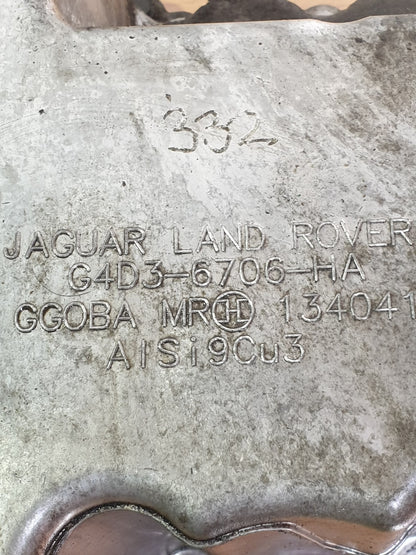 332
JAGUAR LAND ROVER
G4D3-6706-HA
GGOBA MR 134041
AlSi9Cu3